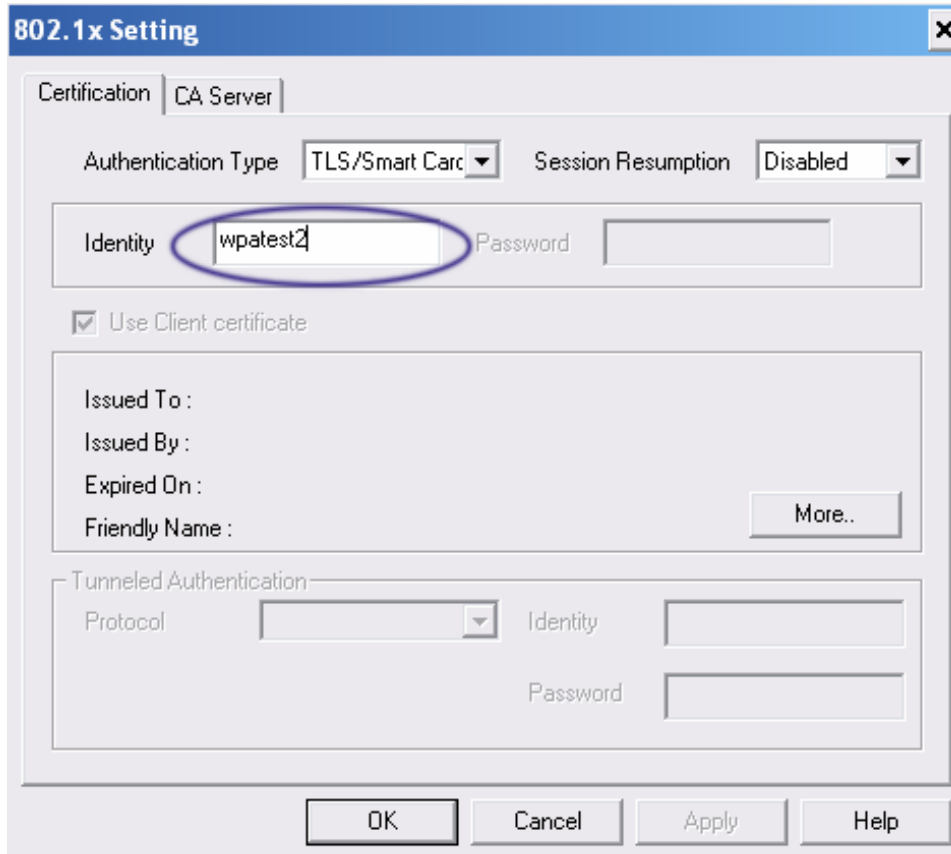 802.1x Setting
Certification CA Server
Authentication Type TLS/Smart Carc Session Resumption Disabled
Identity wpatest2 Password
Use Client certificate
Issued To :
Issued By :
Expired On :
Friendly Name :
More..
Tunneled Authentication
Protocol Identity
Password
OK Cancel Apply Help